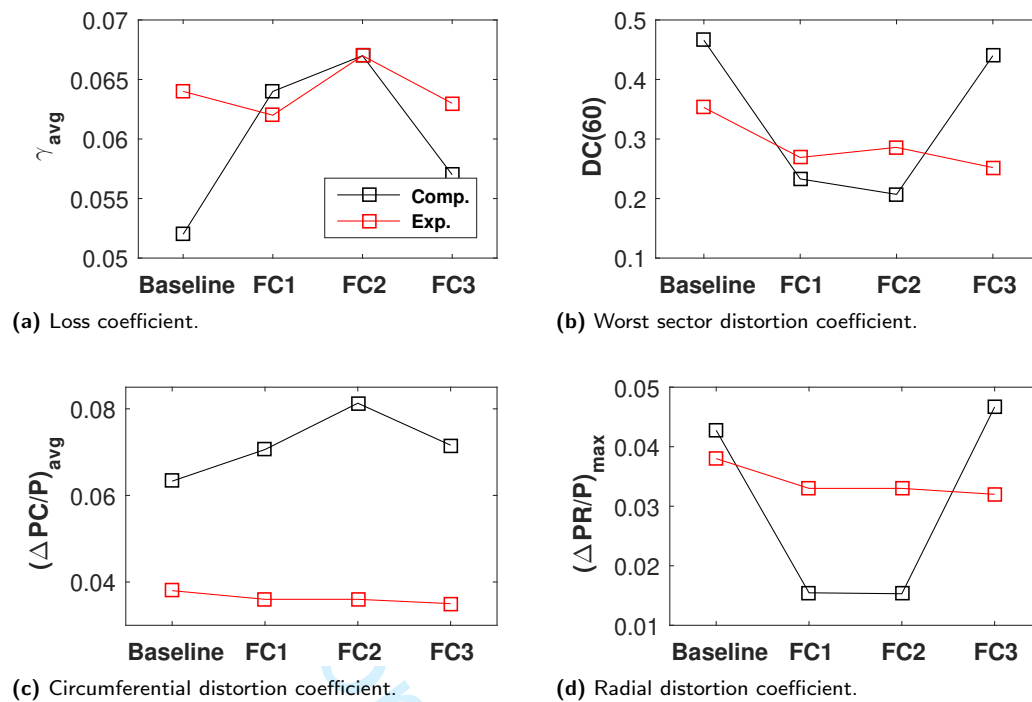 0.07
0.065
0.06
0.055
0.05
γavg
Comp.
Exp.
Baseline FC1 FC2 FC3
(a) Loss coefficient.
0.5
0.4
0.3
0.2
0.1
DC(60)
Baseline FC1 FC2 FC3
(b) Worst sector distortion coefficient.
0.08
0.06
0.04
(ΔPC/P)avg
Baseline FC1 FC2 FC3
(c) Circumferential distortion coefficient.
0.05
0.04
0.03
0.02
0.01
(ΔPR/P)max
Baseline FC1 FC2 FC3
(d) Radial distortion coefficient.